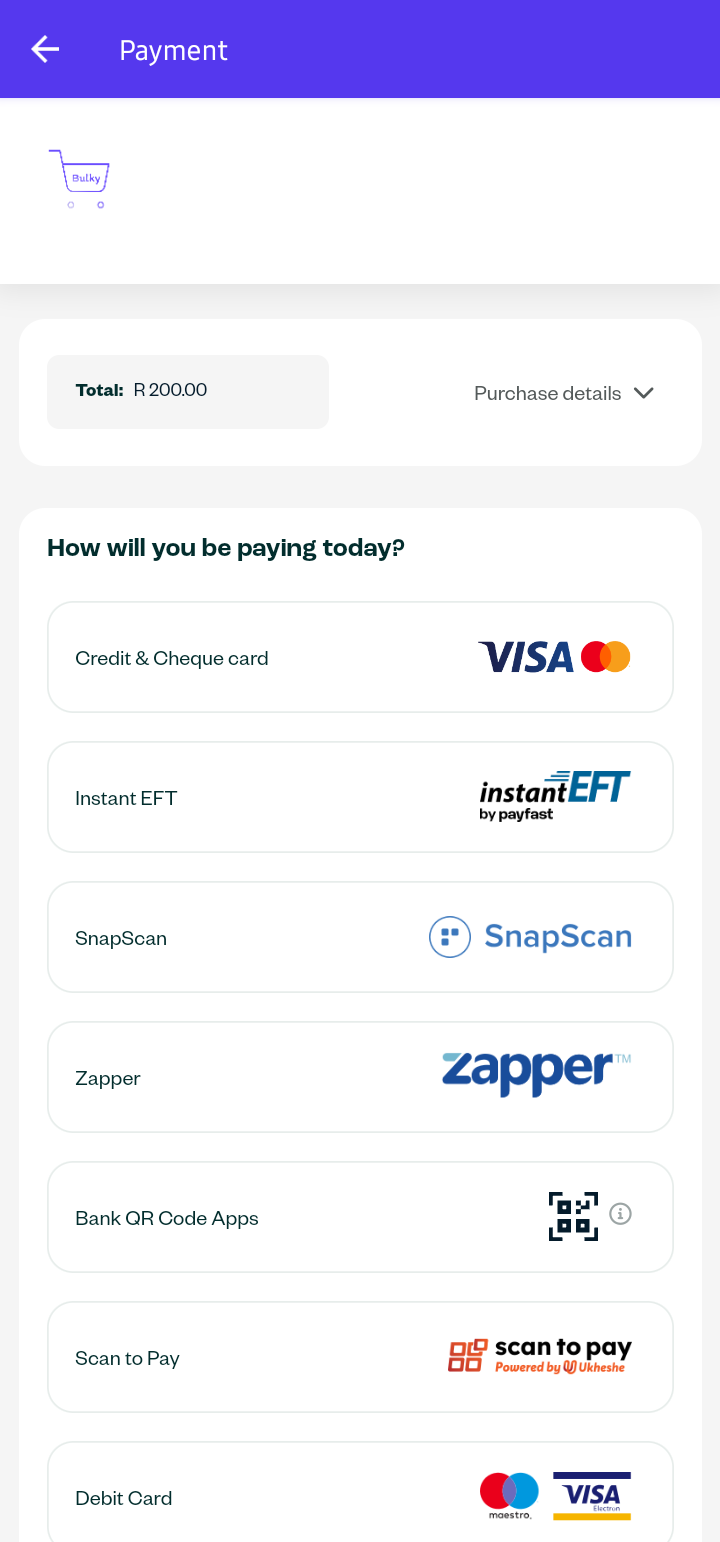 Payment
Bulky
Total: R 200.00
Purchase details
How will you be paying today?
Credit & Cheque card
VISA
Instant EFT
instantEFT
by payfast
SnapScan
SnapScan
Zapper
zapper™
Bank QR Code Apps
Scan to Pay
scan to pay
Powered by Ukheshe
Debit Card
maestro.
VISA
Electron